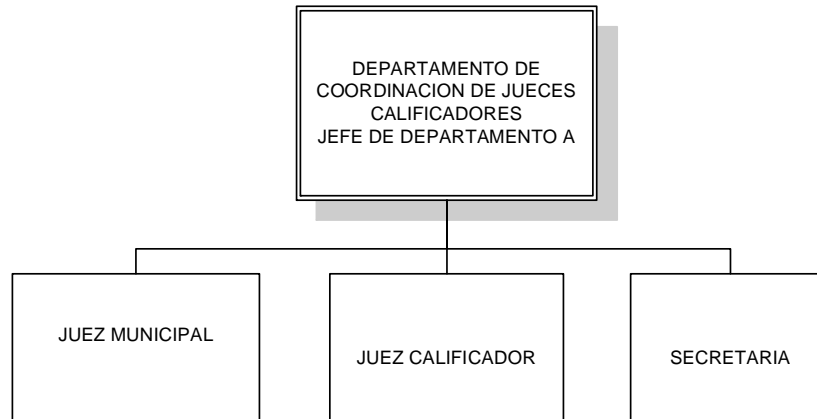 DEPARTAMENTO DE
COORDINACION DE JUECES
CALIFICADORES
JEFE DE DEPARTAMENTO A
JUEZ MUNICIPAL
JUEZ CALIFICADOR
SECRETARIA